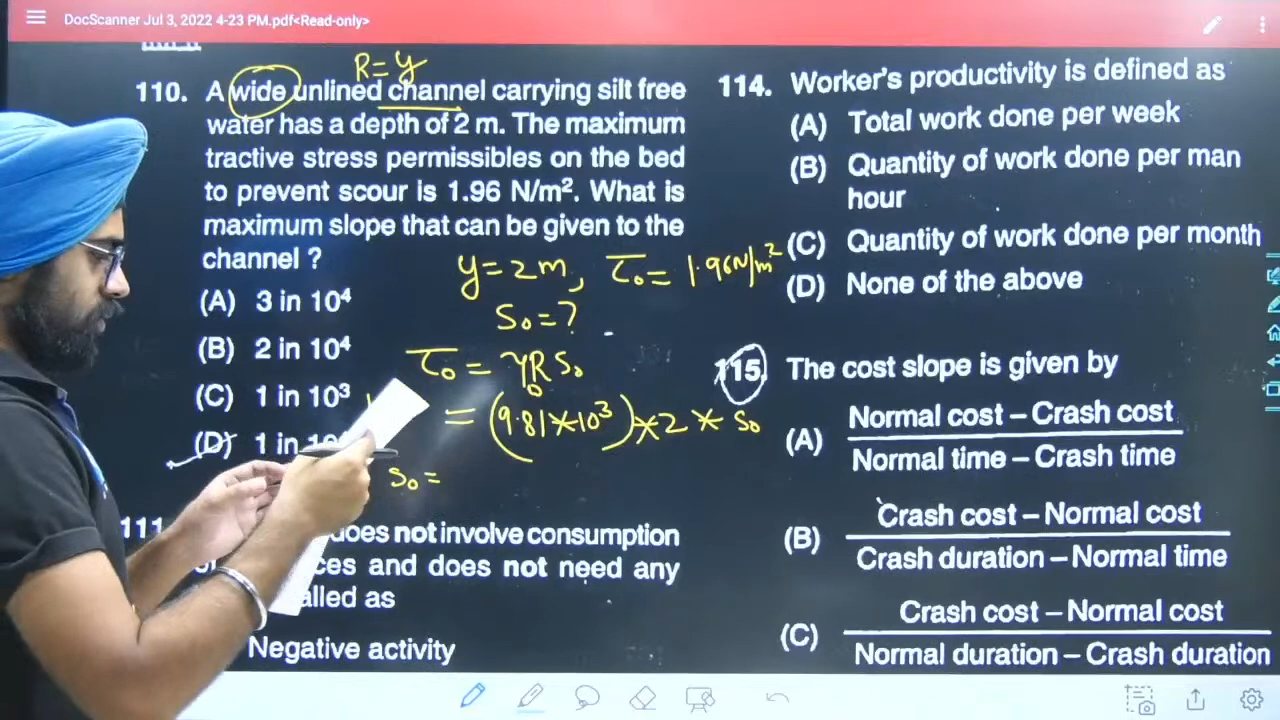 DocScanner Jul 3, 2022 4-23 PM.pdf<Read-only>
R = y
110. A wide unlined channel carrying silt free
water has a depth of 2 m. The maximum
tractive stress permissibles on the bed
to prevent scour is 1.96 N/m². What is
maximum slope that can be given to the
channel ?
y = 2m, τ₀ = 1.96 N/m²
S₀ = ?
(A) 3 in 10⁴
(B) 2 in 10⁴
(C) 1 in 10³
(D) 1 in
τ₀ = γ R S₀
= (9.81 * 10³) * 2 * S₀
S₀ =
111
does not involve consumption
and does not need any
as
Negative activity
114. Worker's productivity is defined as
(A) Total work done per week
(B) Quantity of work done per man
hour
(C) Quantity of work done per month
(D) None of the above
115. The cost slope is given by
(A) Normal cost – Crash cost
Normal time – Crash time
(B) Crash cost – Normal cost
Crash duration – Normal time
(C) Crash cost – Normal cost
Normal duration – Crash duration